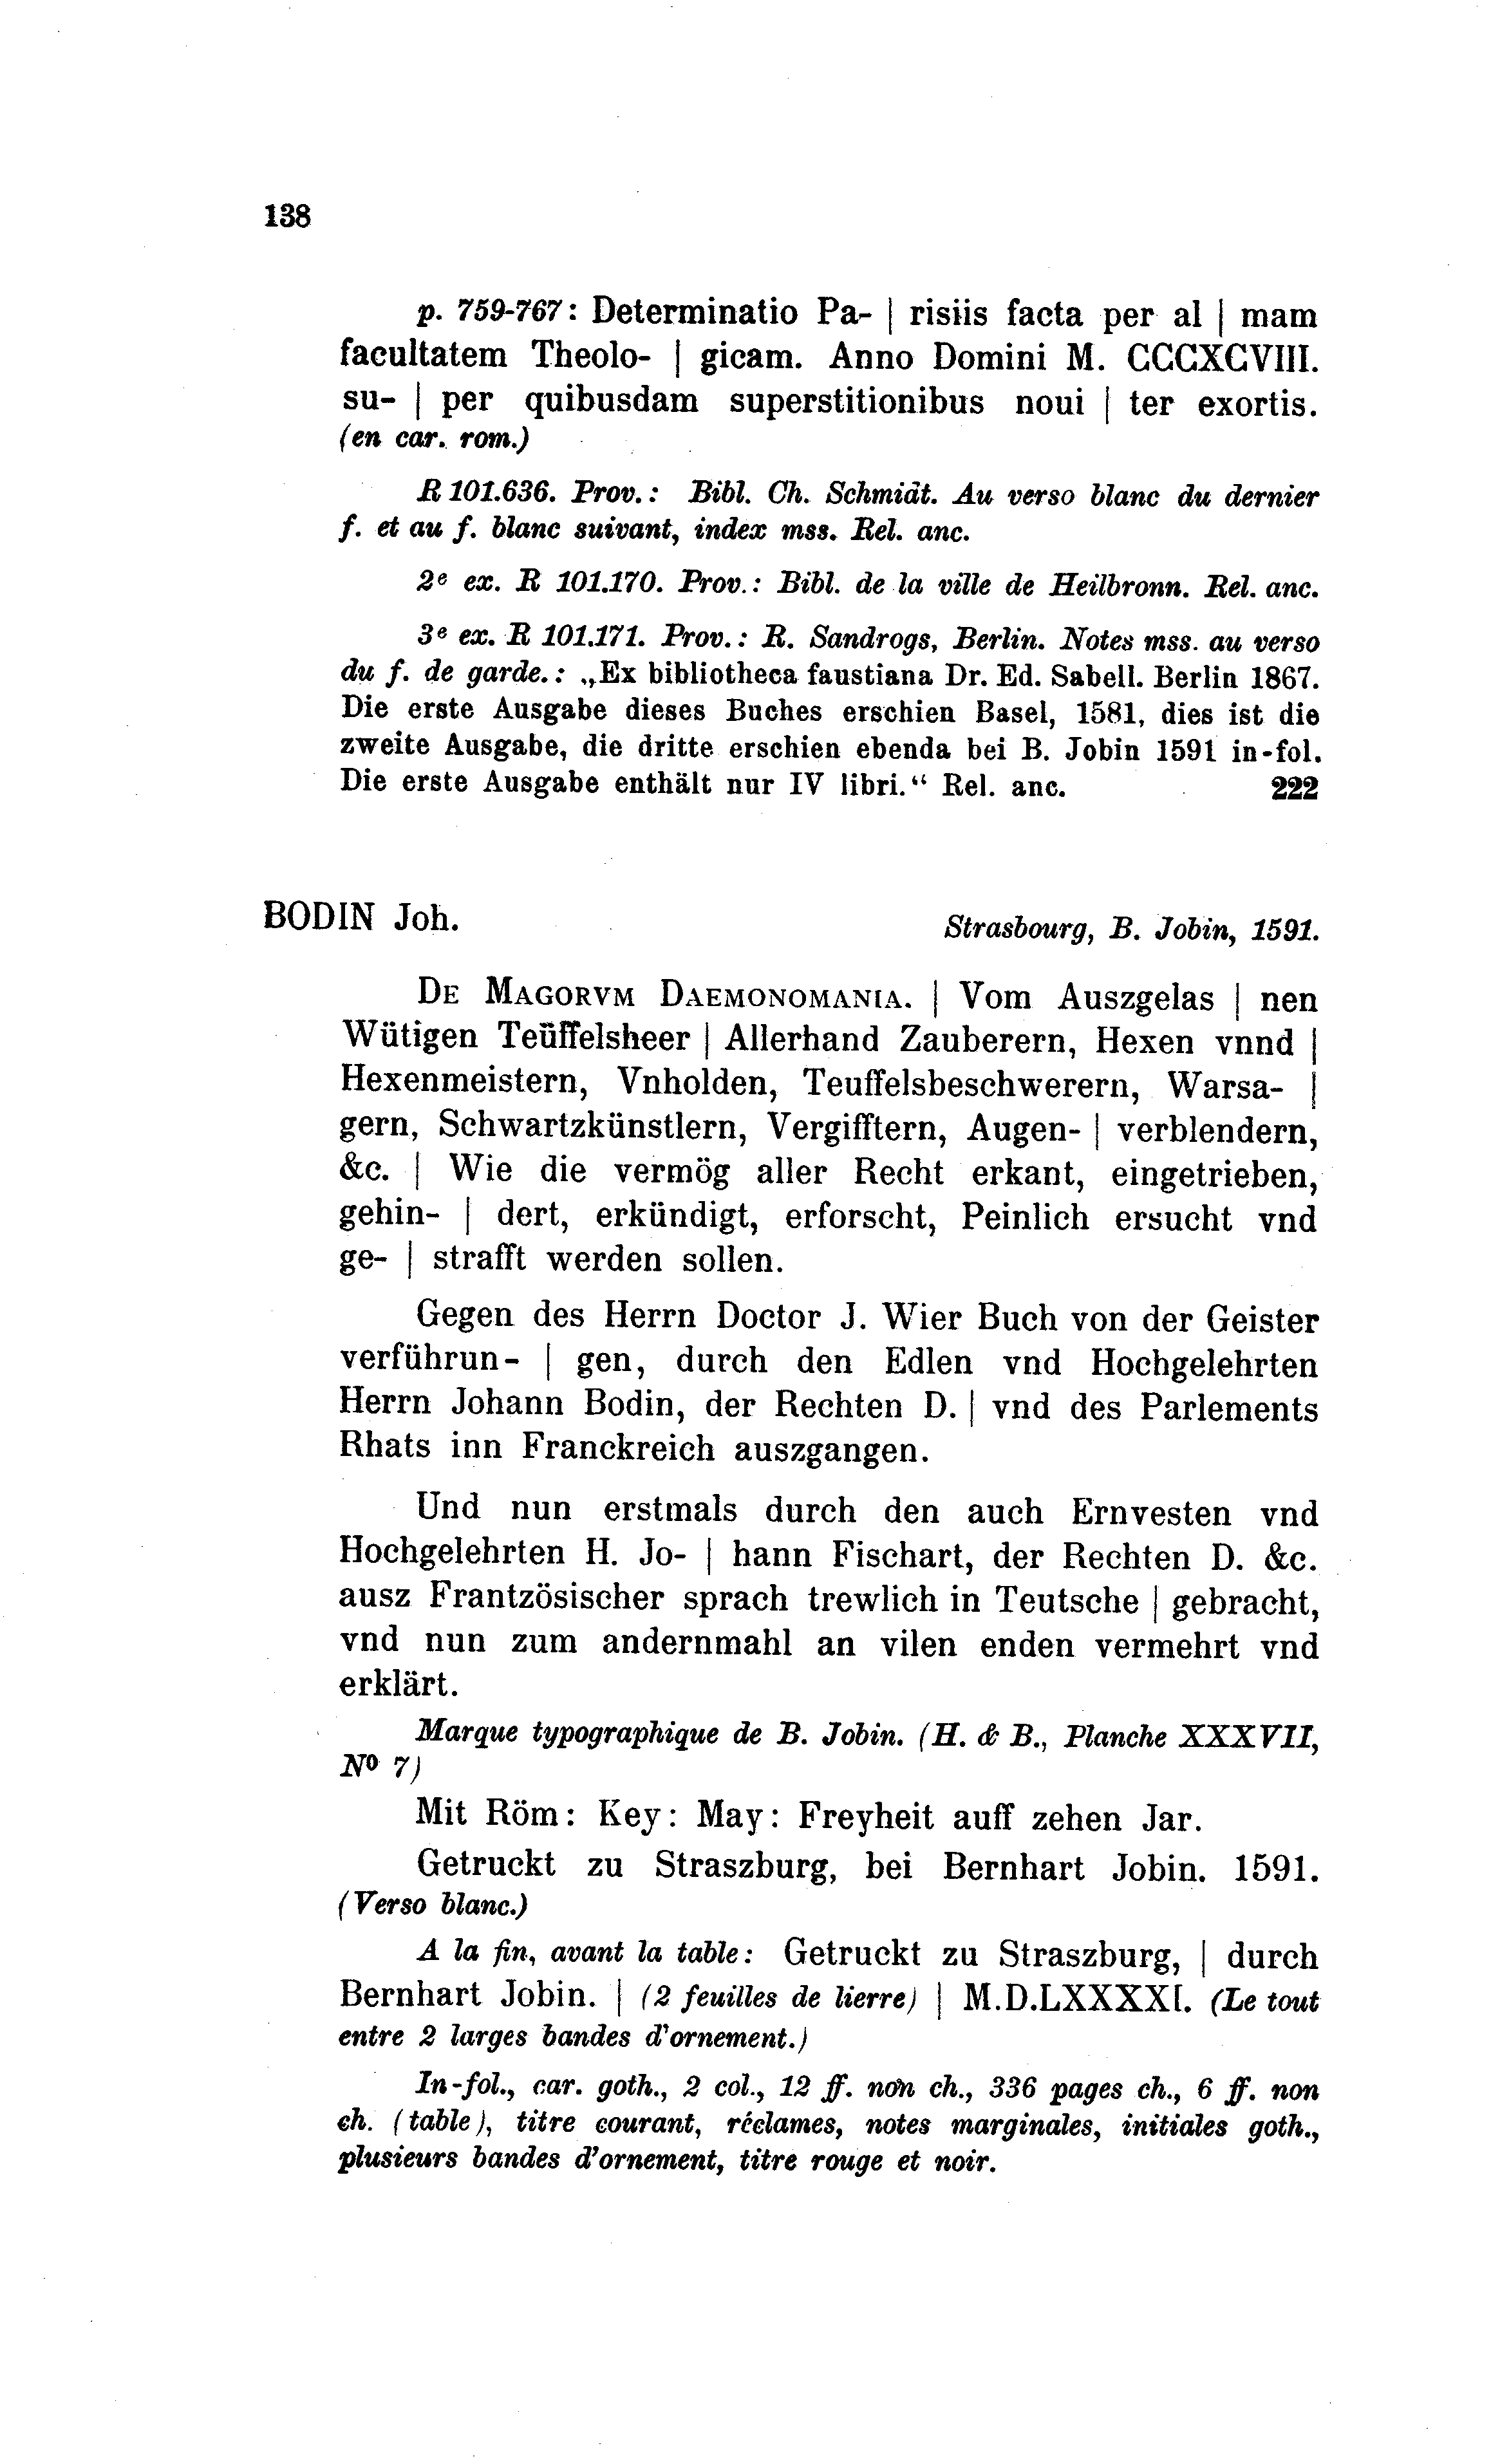 138
p. 759-767: Determinatio Pa- | risiis facta per al | mam
facultatem Theolo- | gicam. Anno Domini M. CCCXCVIII.
su- | per quibusdam superstitionibus noui | ter exortis.
(en car. rom.)
R 101.636. Prov.: Bibl. Ch. Schmidt. Au verso blanc du dernier
f. et au f. blanc suivant, index mss. Rel. anc.
2e ex. R 101.170. Prov.: Bibl. de la ville de Heilbronn. Rel. anc.
3e ex. R 101.171. Prov.: R. Sandrogs, Berlin. Notes mss. au verso
du f. de garde.: „Ex bibliotheca faustiana Dr. Ed. Sabell. Berlin 1867.
Die erste Ausgabe dieses Buches erschien Basel, 1581, dies ist die
zweite Ausgabe, die dritte erschien ebenda bei B. Jobin 1591 in-fol.
Die erste Ausgabe enthält nur IV libri.“ Rel. anc. 222
BODIN Joh. Strasbourg, B. Jobin, 1591.
DE MAGORVM DAEMONOMANIA. | Vom Auszgelas | nen
Wütigen Teüffelsheer | Allerhand Zauberern, Hexen vnnd |
Hexenmeistern, Vnholden, Teuffelsbeschwerern, Warsa- |
gern, Schwartzkünstlern, Vergifftern, Augen- | verblendern,
&c. | Wie die vermög aller Recht erkant, eingetrieben,
gehin- | dert, erkündigt, erforscht, Peinlich ersucht vnd
ge- | strafft werden sollen.
Gegen des Herrn Doctor J. Wier Buch von der Geister
verführun- | gen, durch den Edlen vnd Hochgelehrten
Herrn Johann Bodin, der Rechten D. | vnd des Parlements
Rhats inn Franckreich auszgangen.
Und nun erstmals durch den auch Ernvesten vnd
Hochgelehrten H. Jo- | hann Fischart, der Rechten D. &c.
ausz Frantzösischer sprach trewlich in Teutsche | gebracht,
vnd nun zum andernmahl an vilen enden vermehrt vnd
erklärt.
Marque typographique de B. Jobin. (H. & B., Planche XXXVII,
No 7)
Mit Röm: Key: May: Freyheit auff zehen Jar.
Getruckt zu Straszburg, bei Bernhart Jobin. 1591.
(Verso blanc.)
A la fin, avant la table: Getruckt zu Straszburg, | durch
Bernhart Jobin. | (2 feuilles de lierre) | M.D.LXXXXI. (Le tout
entre 2 larges bandes d'ornement.)
In-fol., car. goth., 2 col., 12 ff. non ch., 336 pages ch., 6 ff. non
ch. (table), titre courant, réclames, notes marginales, initiales goth.,
plusieurs bandes d'ornement, titre rouge et noir.